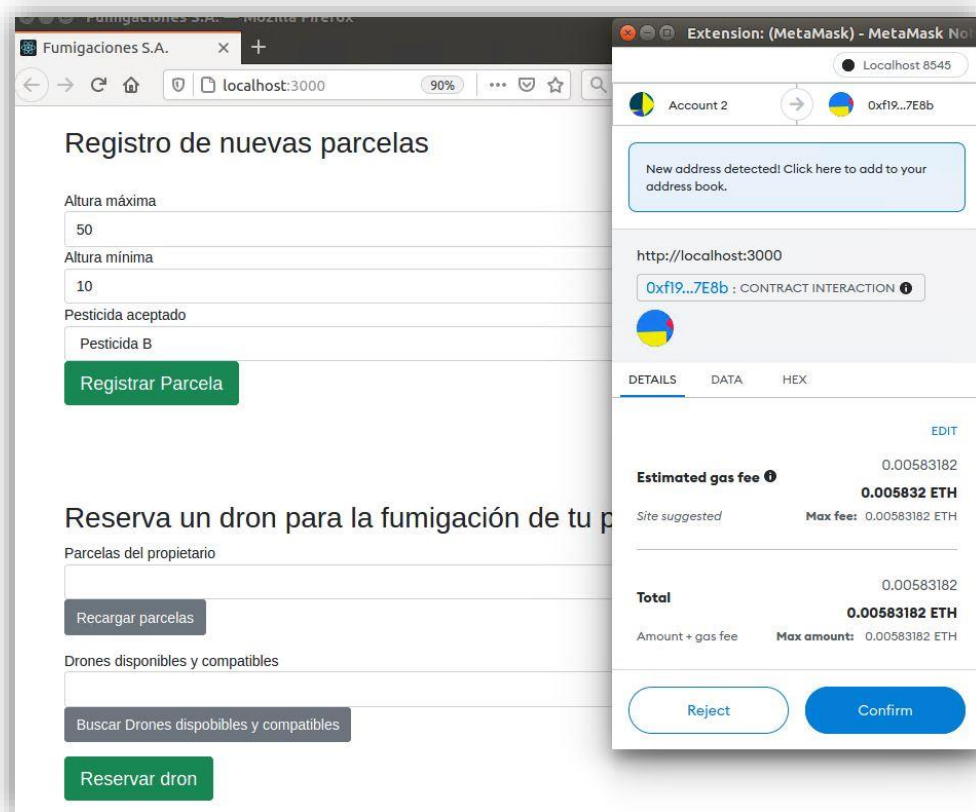 Fumigaciones S.A. — Mozilla Firefox
Fumigaciones S.A. × +
localhost:3000 90%
Registro de nuevas parcelas
Altura máxima
50
Altura mínima
10
Pesticida aceptado
Pesticida B
Registrar Parcela
Reserva un dron para la fumigación de tu p
Parcelas del propietario
Recargar parcelas
Drones disponibles y compatibles
Buscar Drones dispobibles y compatibles
Reservar dron
Extension: (MetaMask) - MetaMask Not
Localhost 8545
Account 2
0xf19...7E8b
New address detected! Click here to add to your
address book.
http://localhost:3000
0xf19...7E8b : CONTRACT INTERACTION
DETAILS DATA HEX
EDIT
0.00583182
Estimated gas fee
0.005832 ETH
Site suggested Max fee: 0.00583182 ETH
0.00583182
Total
0.00583182 ETH
Amount + gas fee Max amount: 0.00583182 ETH
Reject Confirm